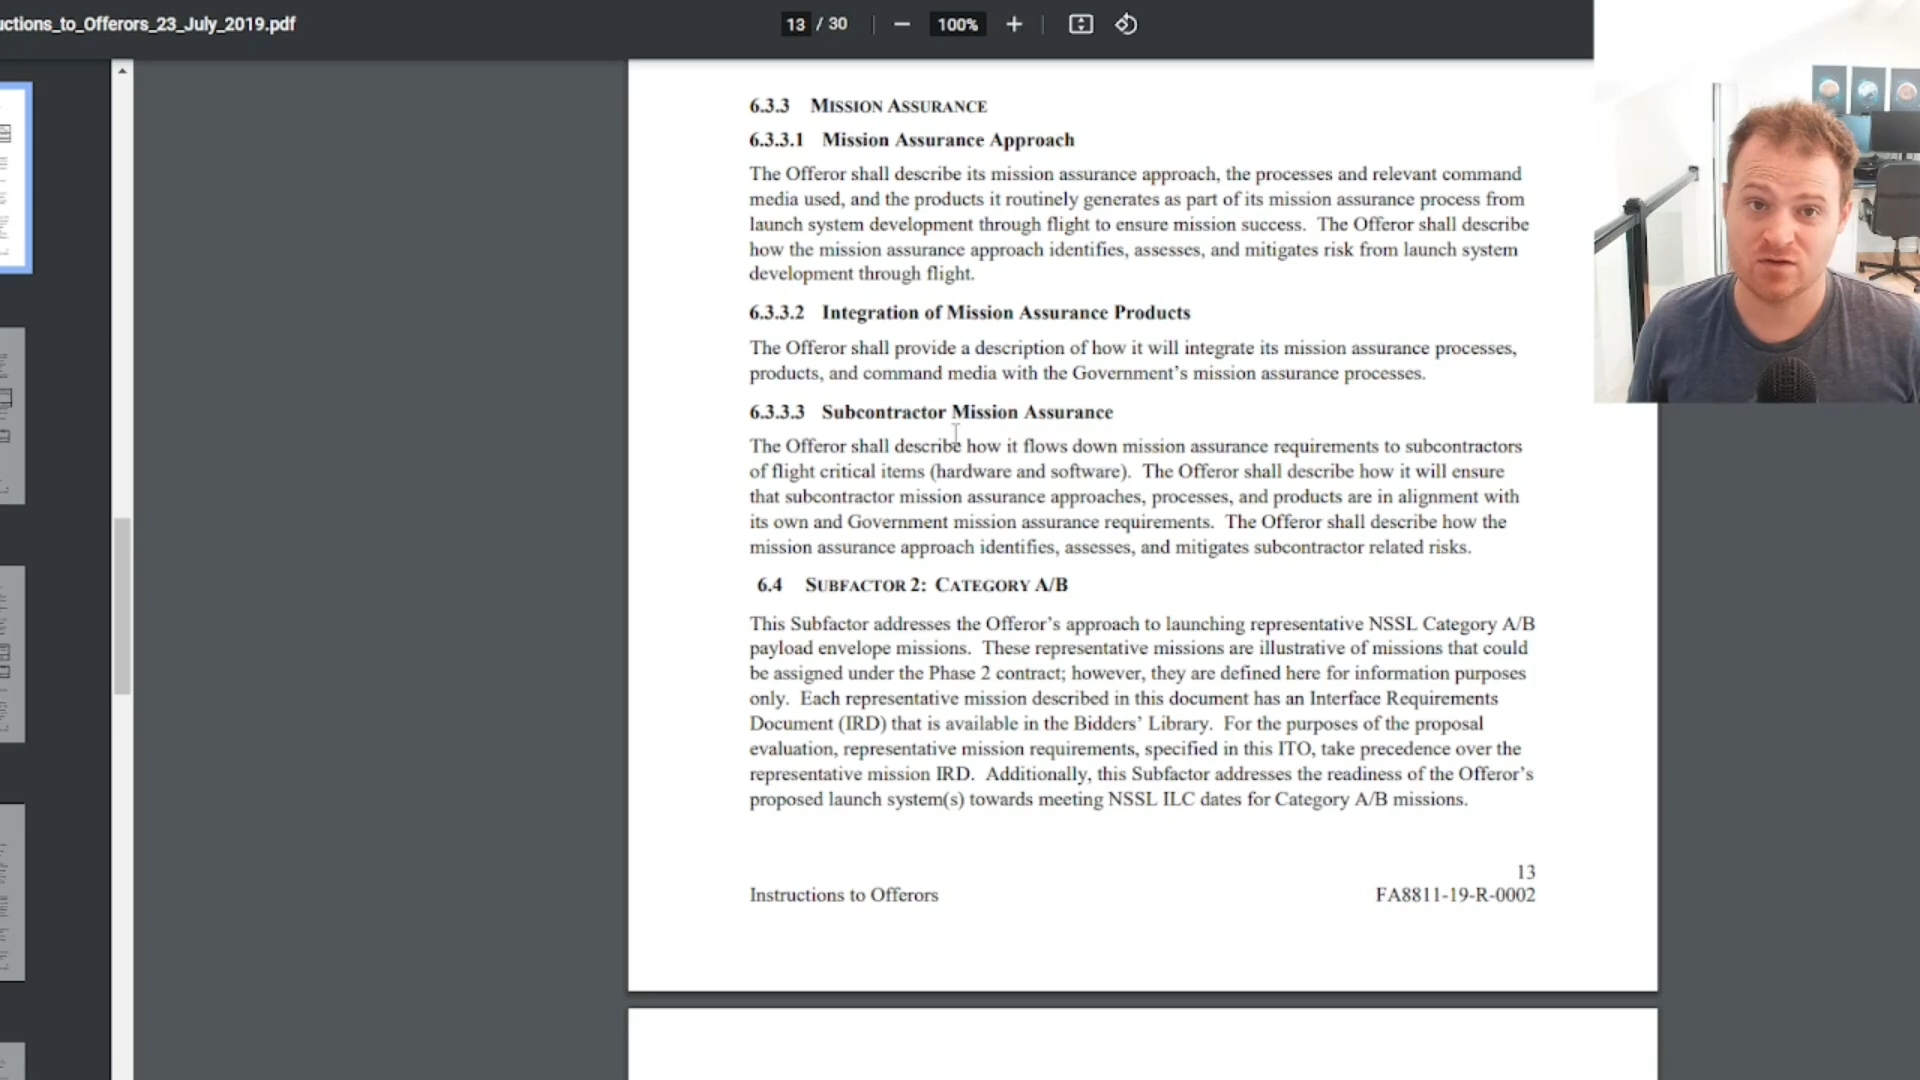 uctions_to_Offerors_23_July_2019.pdf
13 / 30
100%
6.3.3 MISSION ASSURANCE
6.3.3.1 Mission Assurance Approach
The Offeror shall describe its mission assurance approach, the processes and relevant command
media used, and the products it routinely generates as part of its mission assurance process from
launch system development through flight to ensure mission success. The Offeror shall describe
how the mission assurance approach identifies, assesses, and mitigates risk from launch system
development through flight.
6.3.3.2 Integration of Mission Assurance Products
The Offeror shall provide a description of how it will integrate its mission assurance processes,
products, and command media with the Government's mission assurance processes.
6.3.3.3 Subcontractor Mission Assurance
The Offeror shall describe how it flows down mission assurance requirements to subcontractors
of flight critical items (hardware and software). The Offeror shall describe how it will ensure
that subcontractor mission assurance approaches, processes, and products are in alignment with
its own and Government mission assurance requirements. The Offeror shall describe how the
mission assurance approach identifies, assesses, and mitigates subcontractor related risks.
6.4 SUBFACTOR 2: CATEGORY A/B
This Subfactor addresses the Offeror's approach to launching representative NSSL Category A/B
payload envelope missions. These representative missions are illustrative of missions that could
be assigned under the Phase 2 contract; however, they are defined here for information purposes
only. Each representative mission described in this document has an Interface Requirements
Document (IRD) that is available in the Bidders' Library. For the purposes of the proposal
evaluation, representative mission requirements, specified in this ITO, take precedence over the
representative mission IRD. Additionally, this Subfactor addresses the readiness of the Offeror's
proposed launch system(s) towards meeting NSSL ILC dates for Category A/B missions.
13
Instructions to Offerors
FA8811-19-R-0002